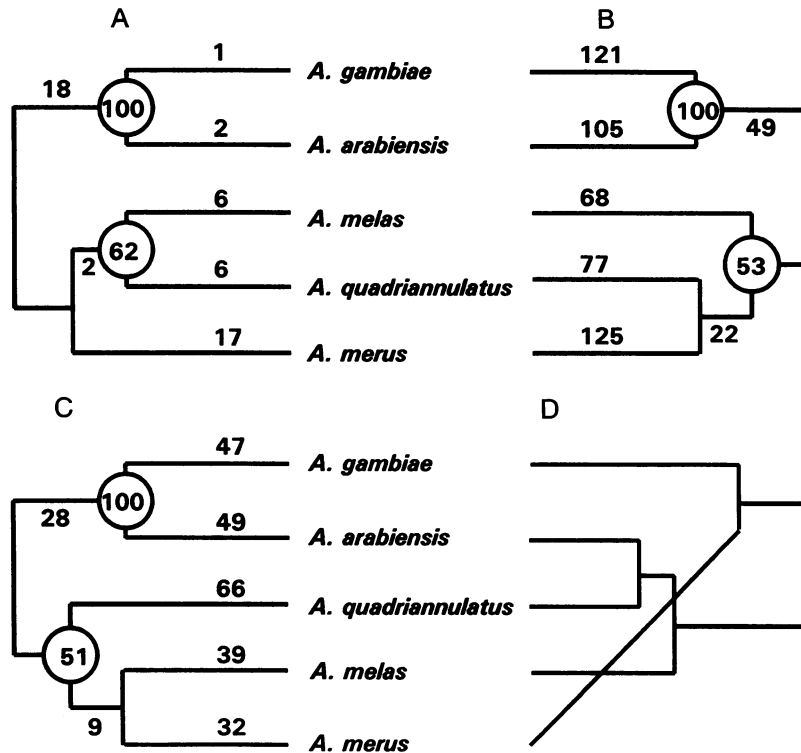 A B
1 A. gambiae 121
18 100 100 49
2 A. arabiensis 105
6 A. melas 68
2 62 53
6 A. quadriannulatus 77
22
17 A. merus 125
C D
47 A. gambiae
100
28
49 A. arabiensis
66 A. quadriannulatus
51
39 A. melas
9
32 A. merus